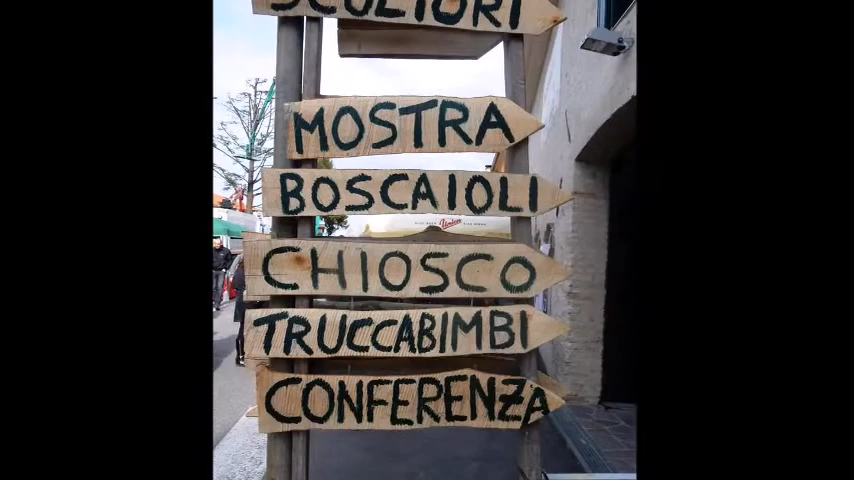 SCULTORI
MOSTRA
BOSCAIOLI
CHIOSCO
TRUCCABIMBI
CONFERENZA